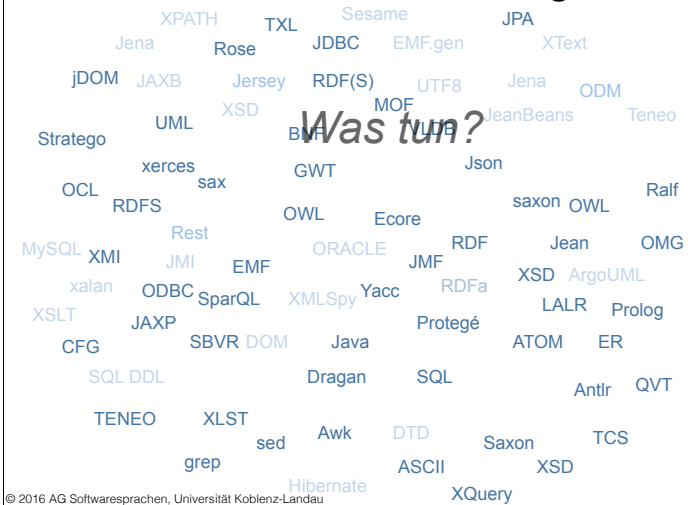 XPATH TXL Sesame JPA
Jena Rose JDBC EMF.gen XText
jDOM JAXB Jersey RDF(S) UTF8 Jena ODM
XSD MOF JeanBeans Teneo
Stratego UML BNF Was tun? VLDB
xerces sax GWT Json
OCL RDFS OWL Ecore saxon OWL Ralf
Rest
MySQL XMI JMI EMF ORACLE JMF RDF Jean OMG
xalan ODBC SparQL XMLSpy Yacc RDFa XSD ArgoUML
XSLT JAXP Protegé LALR Prolog
CFG SBVR DOM Java ATOM ER
SQL DDL Dragan SQL Antlr QVT
TENEO XLST
sed Awk DTD Saxon TCS
grep ASCII XSD
Hibernate XQuery
© 2016 AG Softwaresprachen, Universität Koblenz-Landau